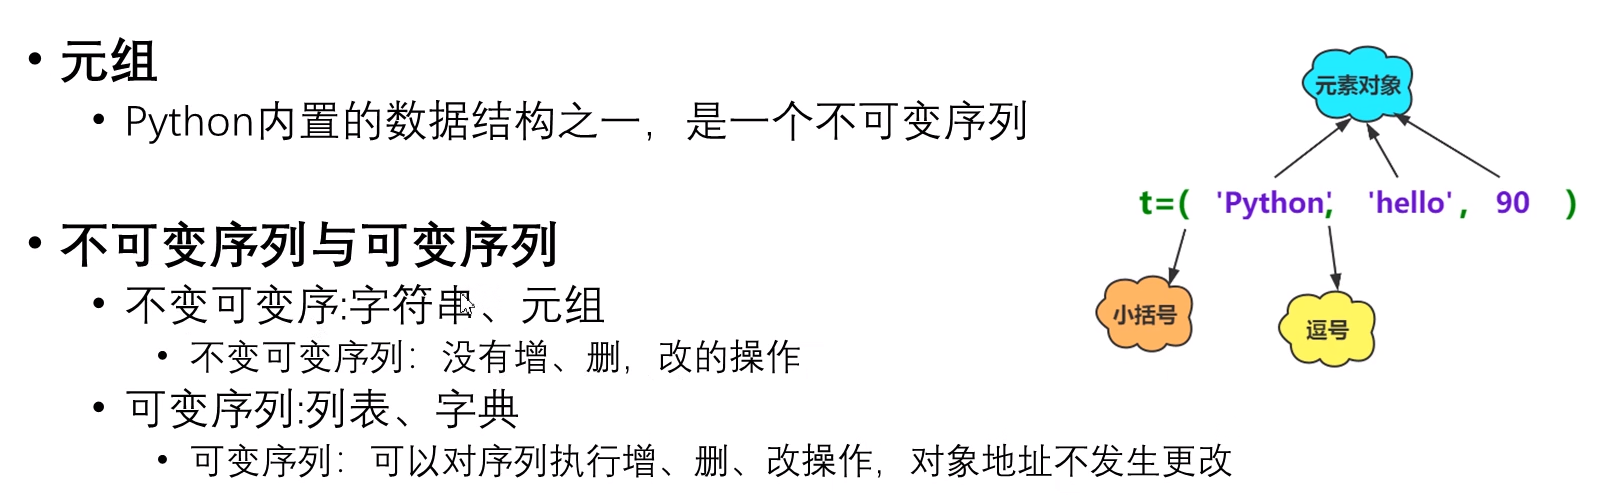 • 元组
• Python内置的数据结构之一，是一个不可变序列
• 不可变序列与可变序列
• 不变可变序:字符串、元组
• 不变可变序列：没有增、删，改的操作
• 可变序列:列表、字典
• 可变序列：可以对序列执行增、删、改操作，对象地址不发生更改
元素对象
t=( 'Python', 'hello', 90 )
小括号
逗号